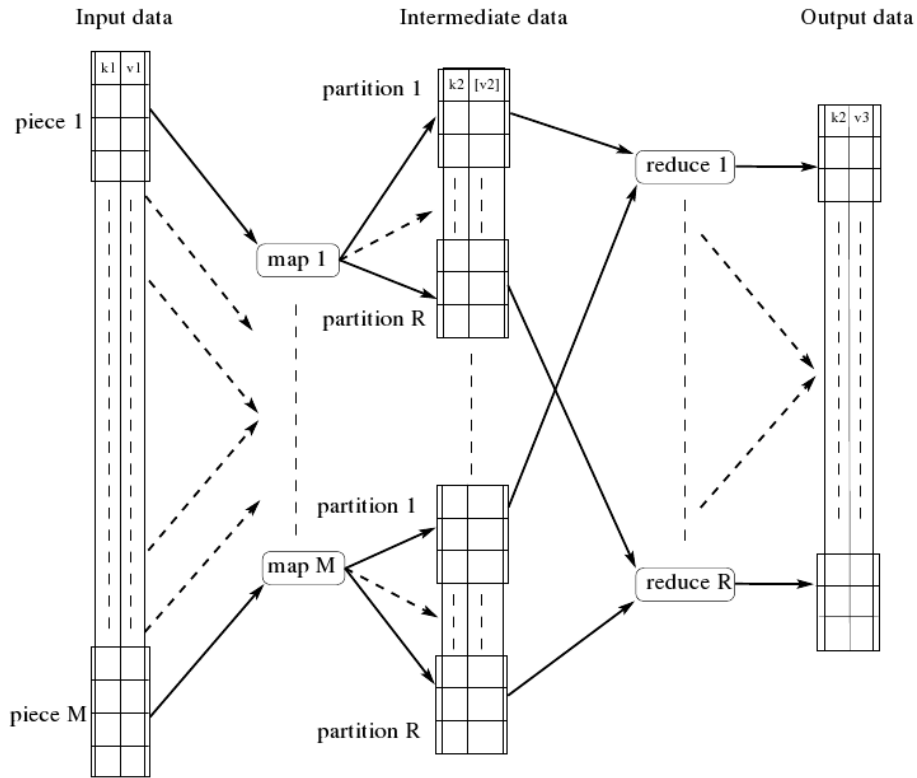 Input data
Intermediate data
Output data
k1 v1
partition 1
k2 [v2]
piece 1
k2 v3
reduce 1
map 1
partition R
partition 1
map M
reduce R
piece M
partition R